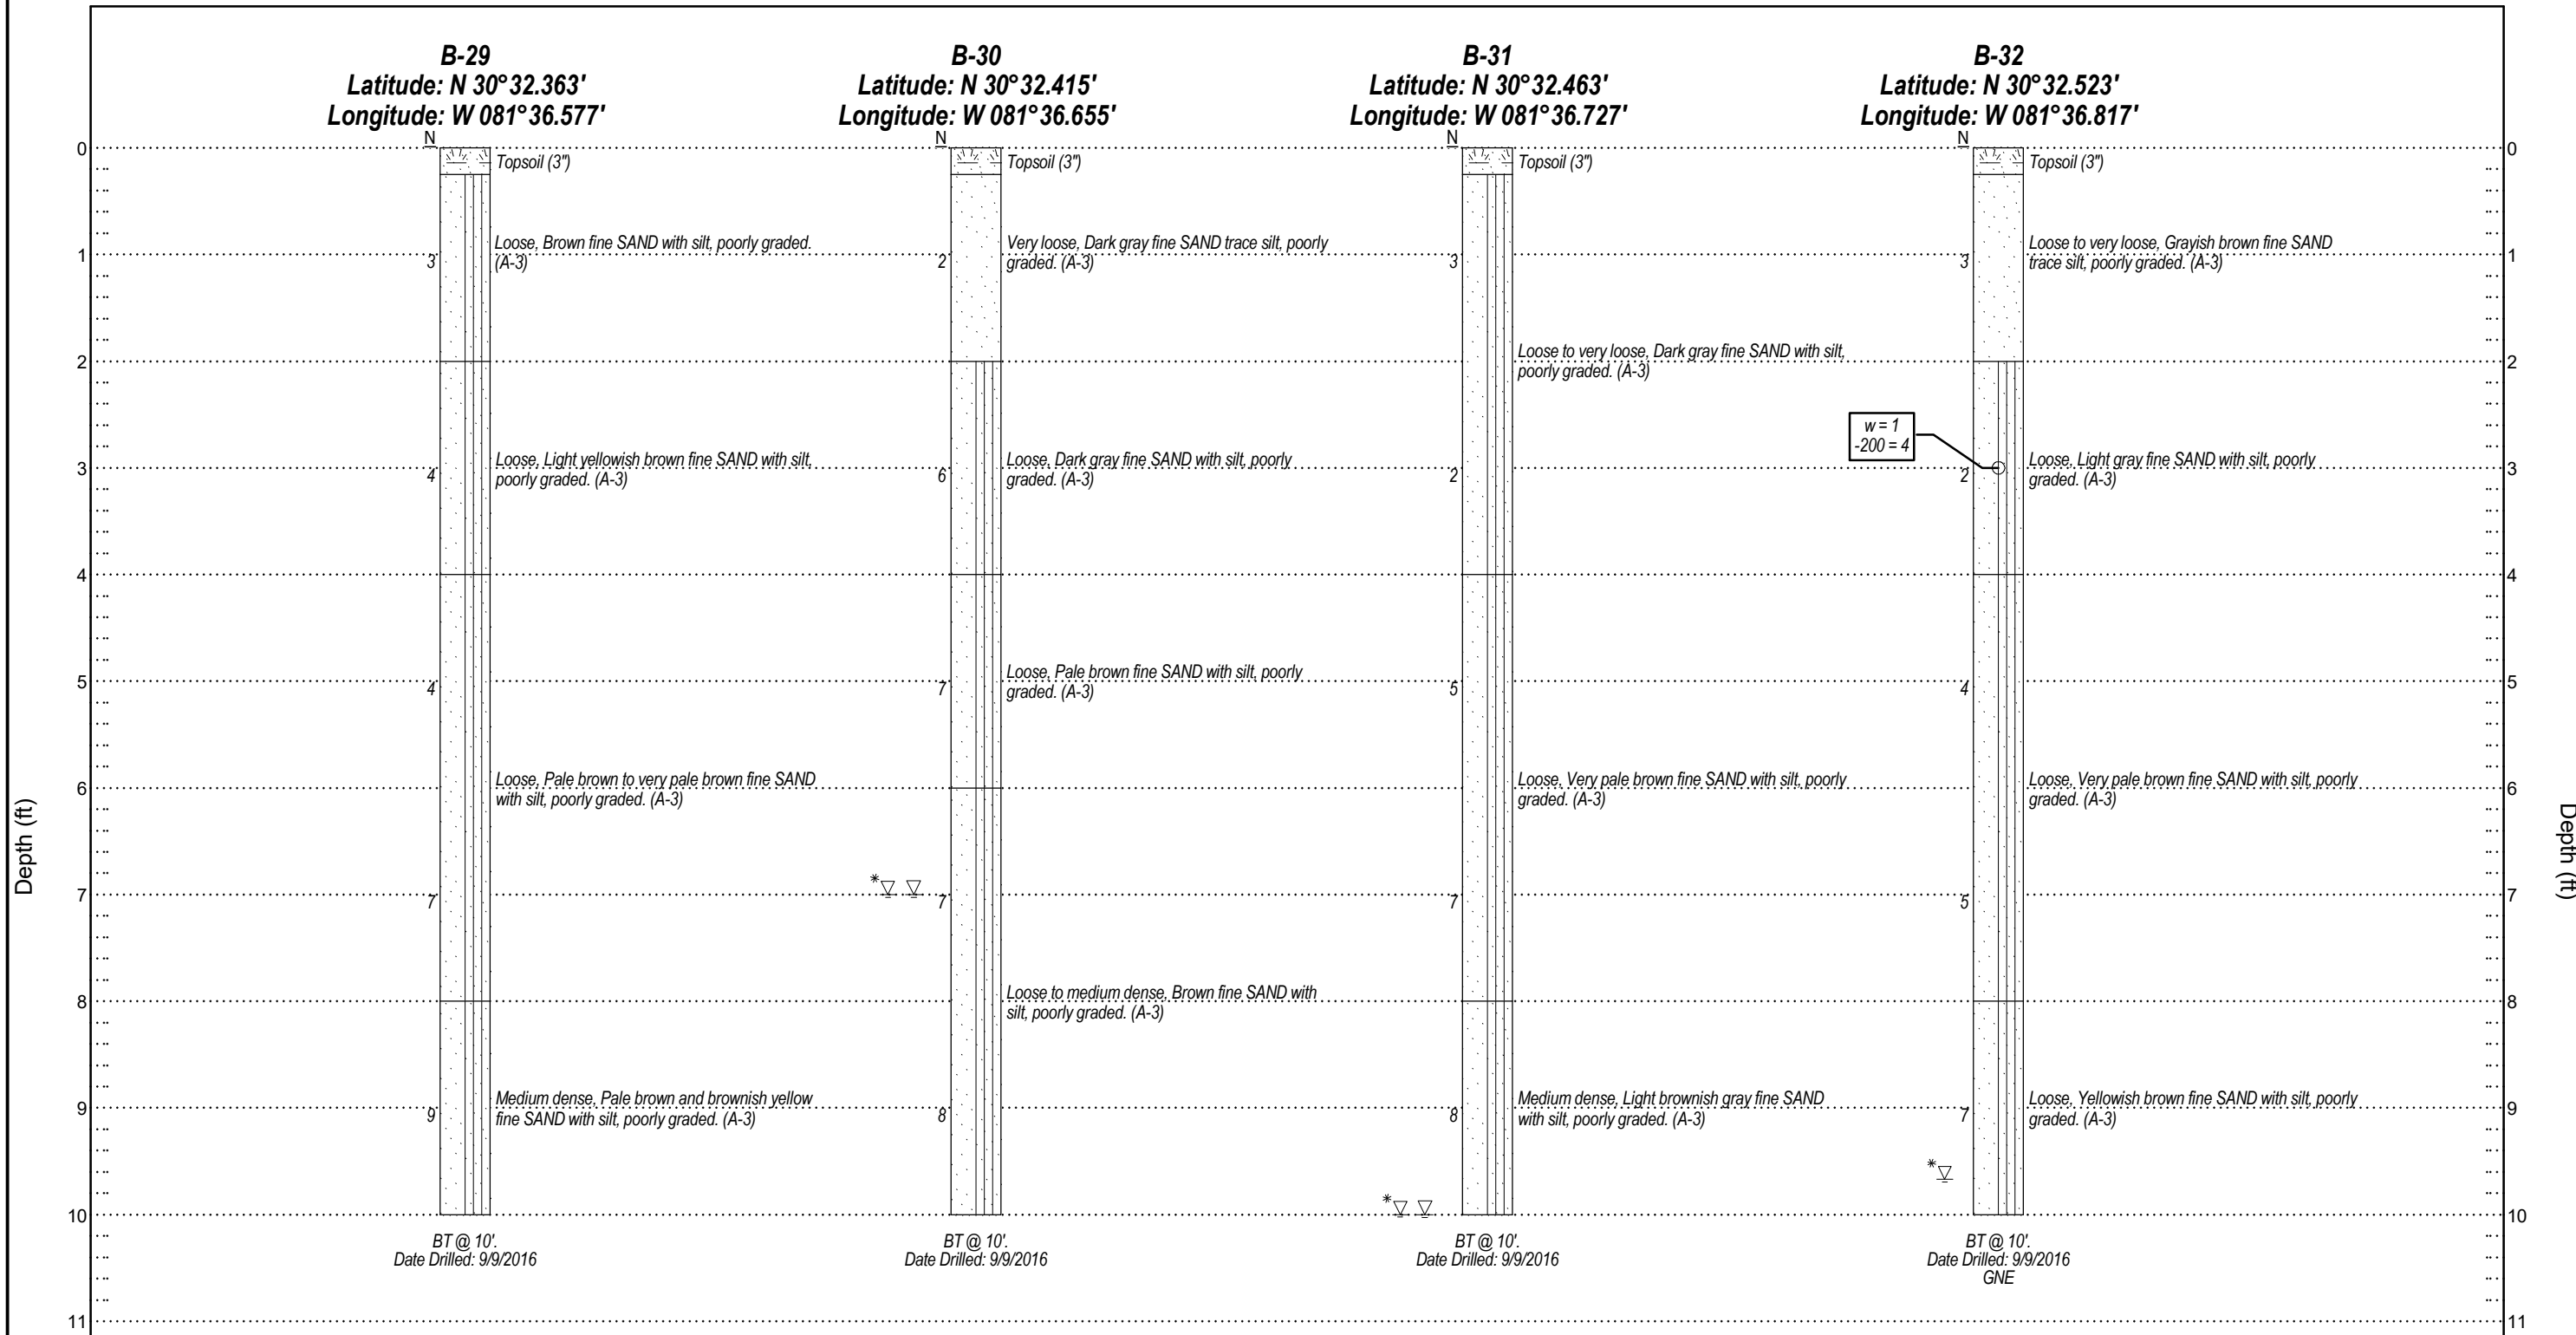 B-29
Latitude: N 30°32.363'
Longitude: W 081°36.577'
B-30
Latitude: N 30°32.415'
Longitude: W 081°36.655'
B-31
Latitude: N 30°32.463'
Longitude: W 081°36.727'
B-32
Latitude: N 30°32.523'
Longitude: W 081°36.817'
Depth (ft)
0
1
2
3
4
5
6
7
8
9
10
11
N
3
4
4
7
9
Topsoil (3")
Loose, Brown fine SAND with silt, poorly graded.
(A-3)
Loose, Light yellowish brown fine SAND with silt,
poorly graded. (A-3)
Loose, Pale brown to very pale brown fine SAND
with silt, poorly graded. (A-3)
Medium dense, Pale brown and brownish yellow
fine SAND with silt, poorly graded. (A-3)
BT @ 10'.
Date Drilled: 9/9/2016
N
2
6
7
*
7
8
Topsoil (3")
Very loose, Dark gray fine SAND trace silt, poorly
graded. (A-3)
Loose, Dark gray fine SAND with silt, poorly
graded. (A-3)
Loose, Pale brown fine SAND with silt, poorly
graded. (A-3)
Loose to medium dense, Brown fine SAND with
silt, poorly graded. (A-3)
BT @ 10'.
Date Drilled: 9/9/2016
N
3
2
5
7
8
*
Topsoil (3")
Loose to very loose, Dark gray fine SAND with silt,
poorly graded. (A-3)
Loose, Very pale brown fine SAND with silt, poorly
graded. (A-3)
Medium dense, Light brownish gray fine SAND
with silt, poorly graded. (A-3)
BT @ 10'.
Date Drilled: 9/9/2016
N
3
w = 1
-200 = 4
2
4
5
7
*
Topsoil (3")
Loose to very loose, Grayish brown fine SAND
trace silt, poorly graded. (A-3)
Loose, Light gray fine SAND with silt, poorly
graded. (A-3)
Loose, Very pale brown fine SAND with silt, poorly
graded. (A-3)
Loose, Yellowish brown fine SAND with silt, poorly
graded. (A-3)
BT @ 10'.
Date Drilled: 9/9/2016
GNE
0
1
2
3
4
5
6
7
8
9
10
11
Depth (ft)